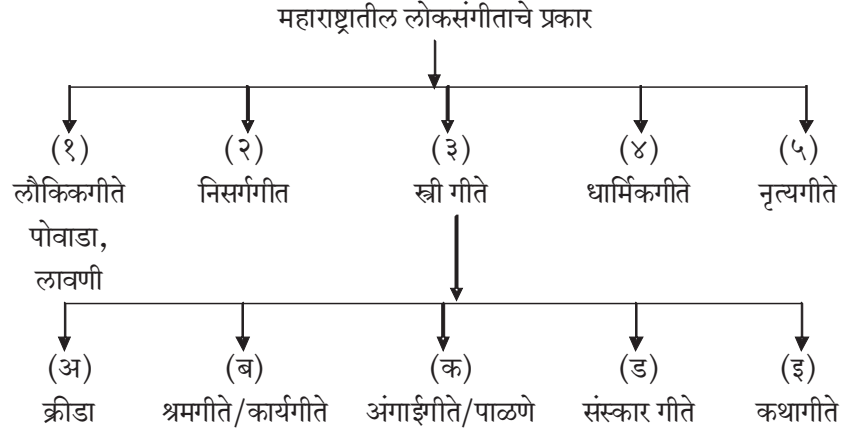 महाराष्ट्रातील लोकसंगीताचे प्रकार
(१) (२) (३) (४) (५)
लौकिकगीते निसर्गगीत स्त्री गीते धार्मिकगीते नृत्यगीते
पोवाडा,
लावणी
(अ) (ब) (क) (ड) (इ)
क्रीडा श्रमगीते/कार्यगीते अंगाईगीते/पाळणे संस्कार गीते कथागीते